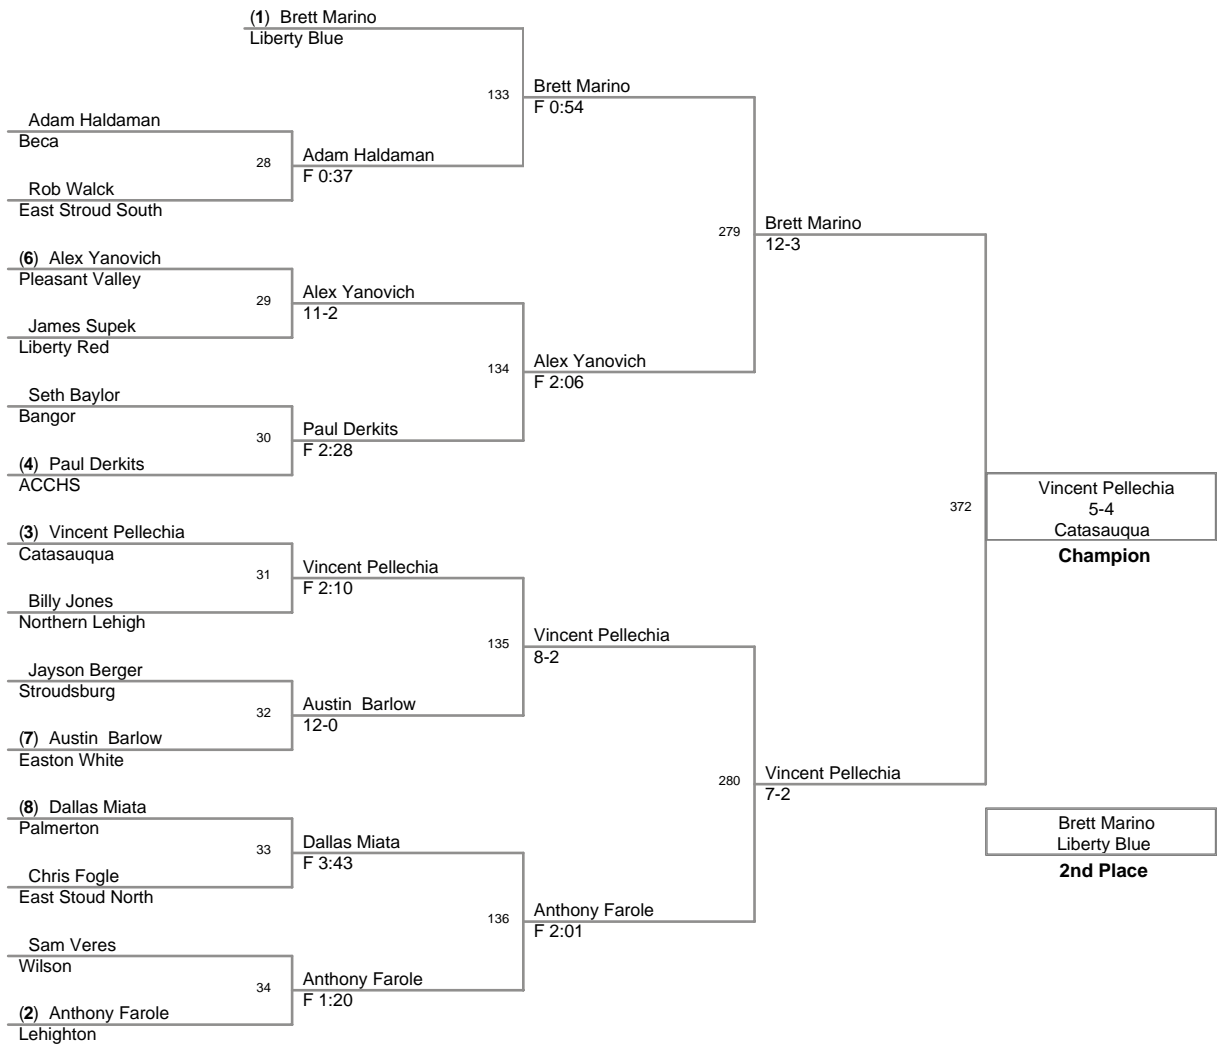 (1) Brett Marino
Liberty Blue
133
Brett Marino
F 0:54
Adam Haldaman
Beca
28
Adam Haldaman
F 0:37
Rob Walck
East Stroud South
279
Brett Marino
12-3
(6) Alex Yanovich
Pleasant Valley
29
Alex Yanovich
11-2
James Supek
Liberty Red
134
Alex Yanovich
F 2:06
Seth Baylor
Bangor
30
Paul Derkits
F 2:28
(4) Paul Derkits
ACCHS
372
Vincent Pellechia
5-4
Catasauqua
Champion
(3) Vincent Pellechia
Catasauqua
31
Vincent Pellechia
F 2:10
Billy Jones
Northern Lehigh
135
Vincent Pellechia
8-2
Jayson Berger
Stroudsburg
32
Austin Barlow
12-0
(7) Austin Barlow
Easton White
280
Vincent Pellechia
7-2
(8) Dallas Miata
Palmerton
33
Dallas Miata
F 3:43
Brett Marino
Liberty Blue
2nd Place
Chris Fogle
East Stoud North
136
Anthony Farole
F 2:01
Sam Veres
Wilson
34
Anthony Farole
F 1:20
(2) Anthony Farole
Lehighton